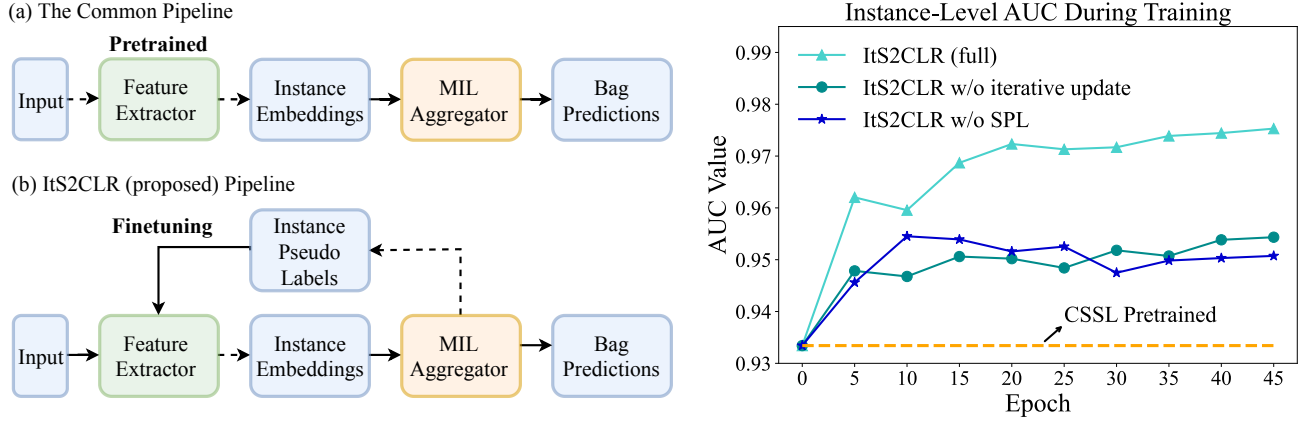 (a) The Common Pipeline
Pretrained
Input
Feature
Extractor
Instance
Embeddings
MIL
Aggregator
Bag
Predictions
(b) ItS2CLR (proposed) Pipeline
Finetuning
Instance
Pseudo
Labels
Input
Feature
Extractor
Instance
Embeddings
MIL
Aggregator
Bag
Predictions
Instance-Level AUC During Training
ItS2CLR (full)
ItS2CLR w/o iterative update
ItS2CLR w/o SPL
CSSL Pretrained
AUC Value
0.99
0.98
0.97
0.96
0.95
0.94
0.93
0 5 10 15 20 25 30 35 40 45
Epoch